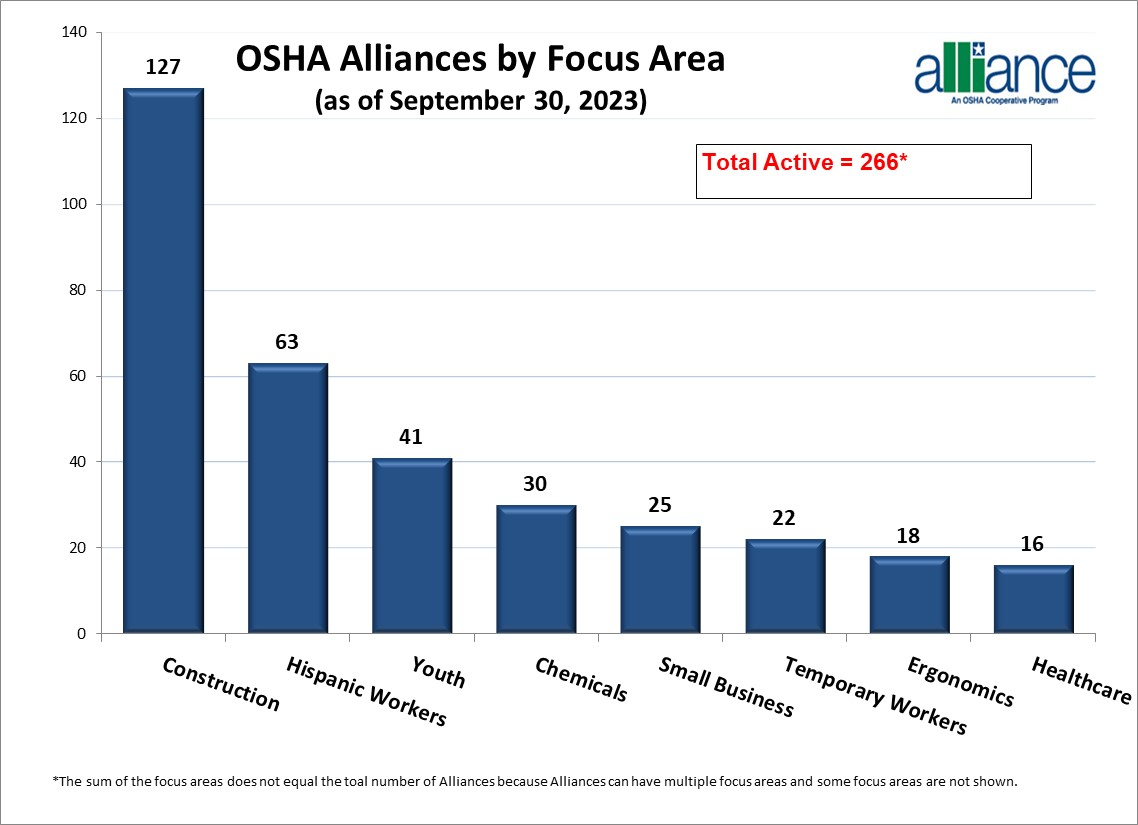 OSHA Alliances by Focus Area
(as of September 30, 2023)
alliance
An OSHA Cooperative Program
Total Active = 266*
140
120
100
80
60
40
20
0
127
63
41
30
25
22
18
16
Construction
Hispanic Workers
Youth
Chemicals
Small Business
Temporary Workers
Ergonomics
Healthcare
*The sum of the focus areas does not equal the toal number of Alliances because Alliances can have multiple focus areas and some focus areas are not shown.